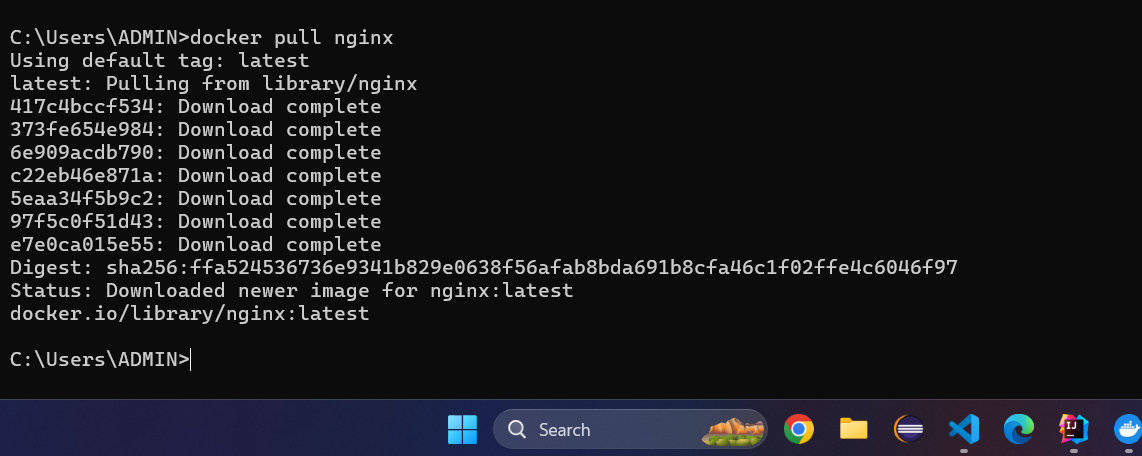 C:\Users\ADMIN>docker pull nginx
Using default tag: latest
latest: Pulling from library/nginx
417c4bccf534: Download complete
373fe654e984: Download complete
6e909acdb790: Download complete
c22eb46e871a: Download complete
5eaa34f5b9c2: Download complete
97f5c0f51d43: Download complete
e7e0ca015e55: Download complete
Digest: sha256:ffa524536736e9341b829e0638f56afab8bda691b8cfa46c1f02ffe4c6046f97
Status: Downloaded newer image for nginx:latest
docker.io/library/nginx:latest
C:\Users\ADMIN>
Search
IJ